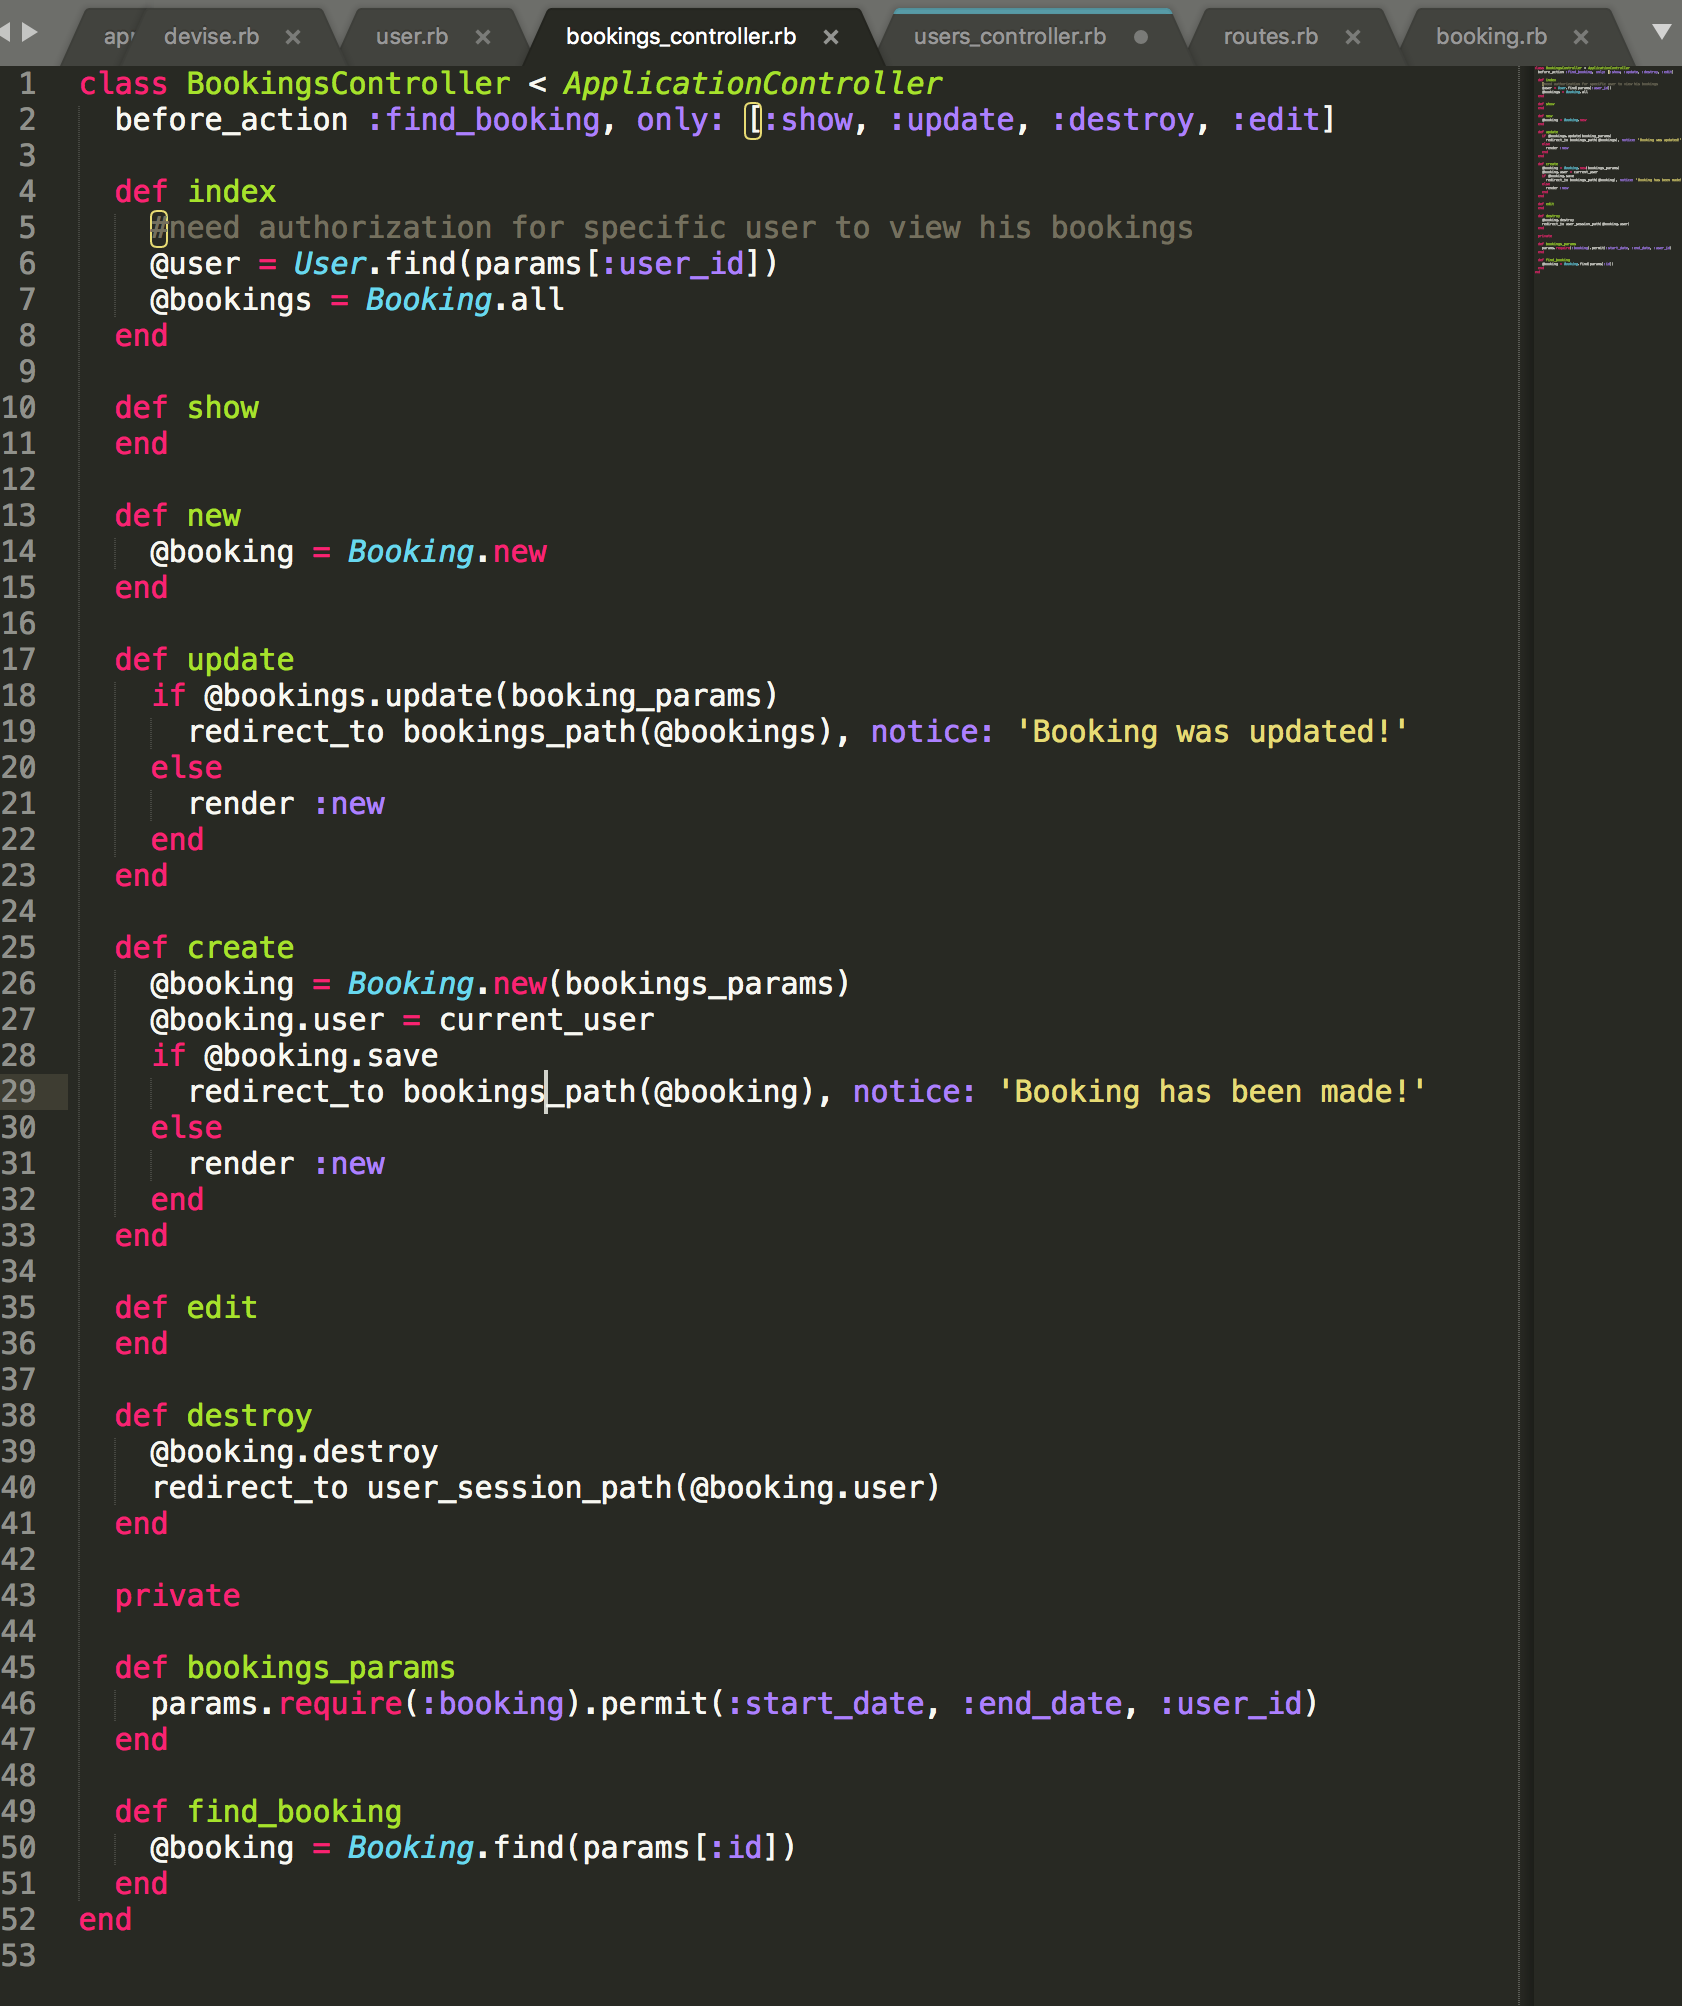 devise.rb × user.rb × bookings_controller.rb × users_controller.rb routes.rb × booking.rb ×
1 class BookingsController < ApplicationController
2   before_action :find_booking, only: [:show, :update, :destroy, :edit]
3
4   def index
5     #need authorization for specific user to view his bookings
6     @user = User.find(params[:user_id])
7     @bookings = Booking.all
8   end
9
10   def show
11   end
12
13   def new
14     @booking = Booking.new
15   end
16
17   def update
18     if @bookings.update(booking_params)
19       redirect_to bookings_path(@bookings), notice: 'Booking was updated!'
20     else
21       render :new
22     end
23   end
24
25   def create
26     @booking = Booking.new(bookings_params)
27     @booking.user = current_user
28     if @booking.save
29       redirect_to bookings_path(@booking), notice: 'Booking has been made!'
30     else
31       render :new
32     end
33   end
34
35   def edit
36   end
37
38   def destroy
39     @booking.destroy
40     redirect_to user_session_path(@booking.user)
41   end
42
43   private
44
45   def bookings_params
46     params.require(:booking).permit(:start_date, :end_date, :user_id)
47   end
48
49   def find_booking
50     @booking = Booking.find(params[:id])
51   end
52 end
53